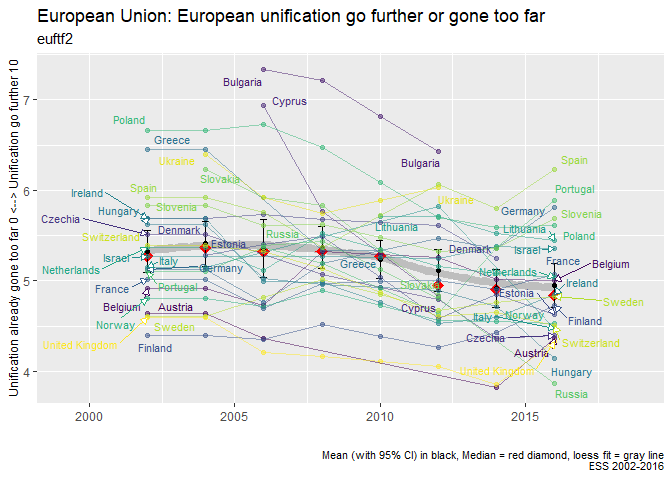 European Union: European unification go further or gone too far
euftf2
Unification already gone too far 0 <---> Unification go further 10
7
6
5
4
Bulgaria
Cyprus
Poland
Greece
Ukraine
Spain
Slovakia
Ireland
Spain
Portugal
Ukraine
Hungary
Slovenia
Germany
Slovenia
Czechia
Bulgaria
Lithuania
Lithuania
Denmark
Russia
Poland
Switzerland
Estonia
Denmark
Israel
Israel
Italy
Greece
France
Belgium
Netherlands
Germany
Netherlands
France
Portugal
Slovakia
Estonia
Ireland
Belgium
Austria
Cyprus
Sweden
Norway
Sweden
Italy
Norway
Finland
United Kingdom
Finland
Czechia
Switzerland
Austria
United Kingdom
Hungary
Russia
2000
2005
2010
2015
Mean (with 95% CI) in black, Median = red diamond, loess fit = gray line
ESS 2002-2016